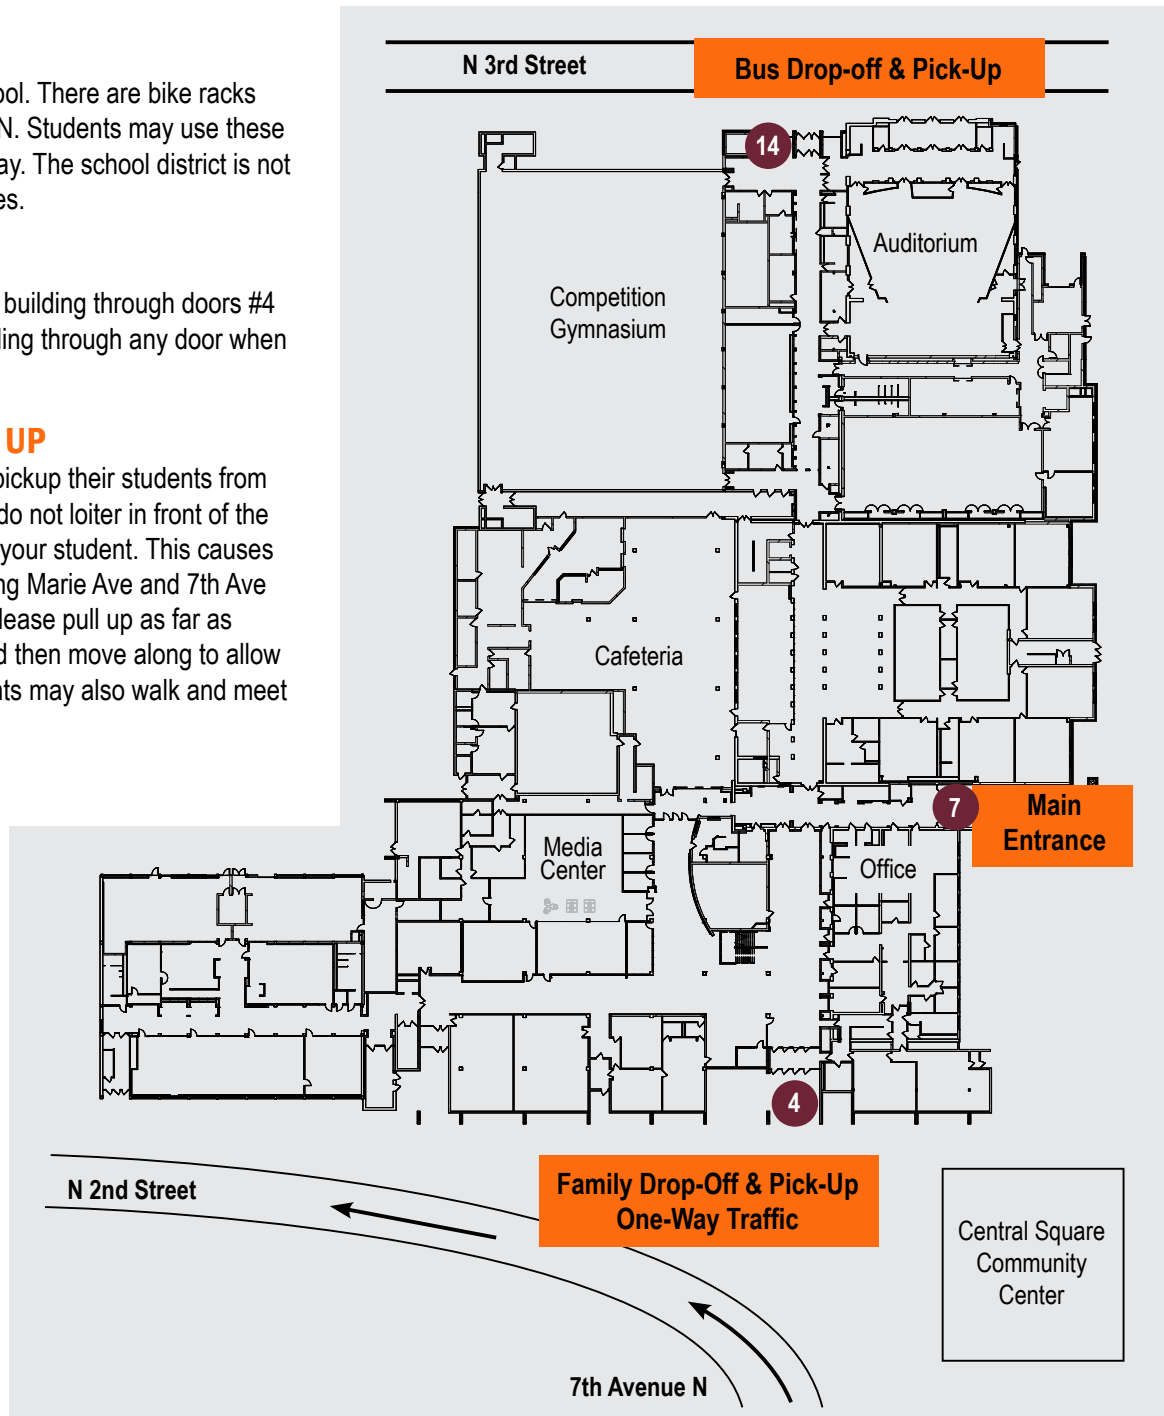 ool. There are bike racks
N. Students may use these
ay. The school district is not
es.
building through doors #4
ling through any door when
UP
pickup their students from
do not loiter in front of the
your student. This causes
ng Marie Ave and 7th Ave
lease pull up as far as
d then move along to allow
nts may also walk and meet
N 3rd Street
Bus Drop-off & Pick-Up
14
Auditorium
Competition
Gymnasium
Cafeteria
7
Main
Entrance
Media
Center
Office
4
N 2nd Street
Family Drop-Off & Pick-Up
One-Way Traffic
Central Square
Community
Center
7th Avenue N